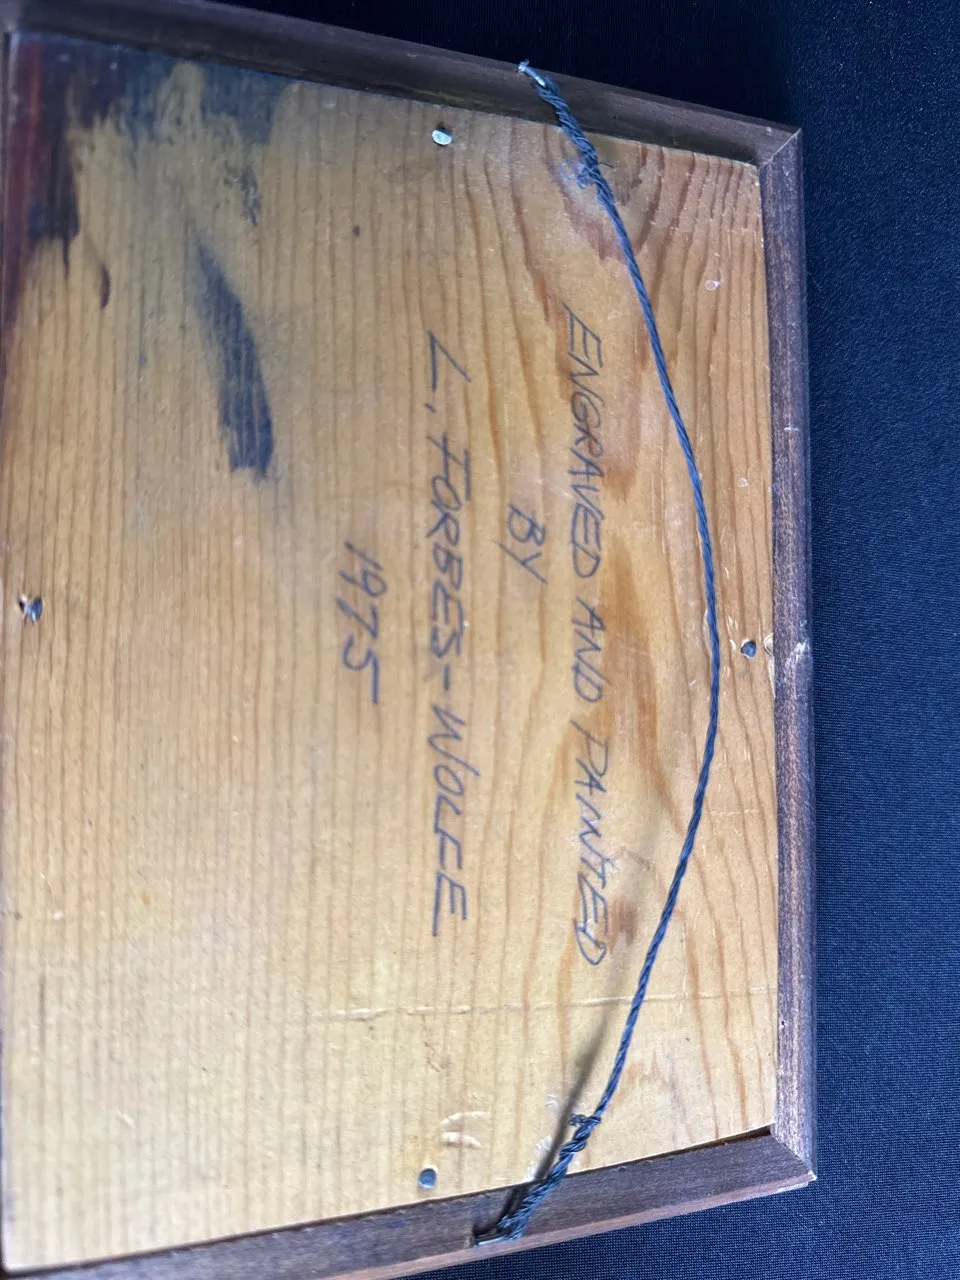 ENGRAVED AND PAINTED
BY
L. FORBES-WOLFE
1975